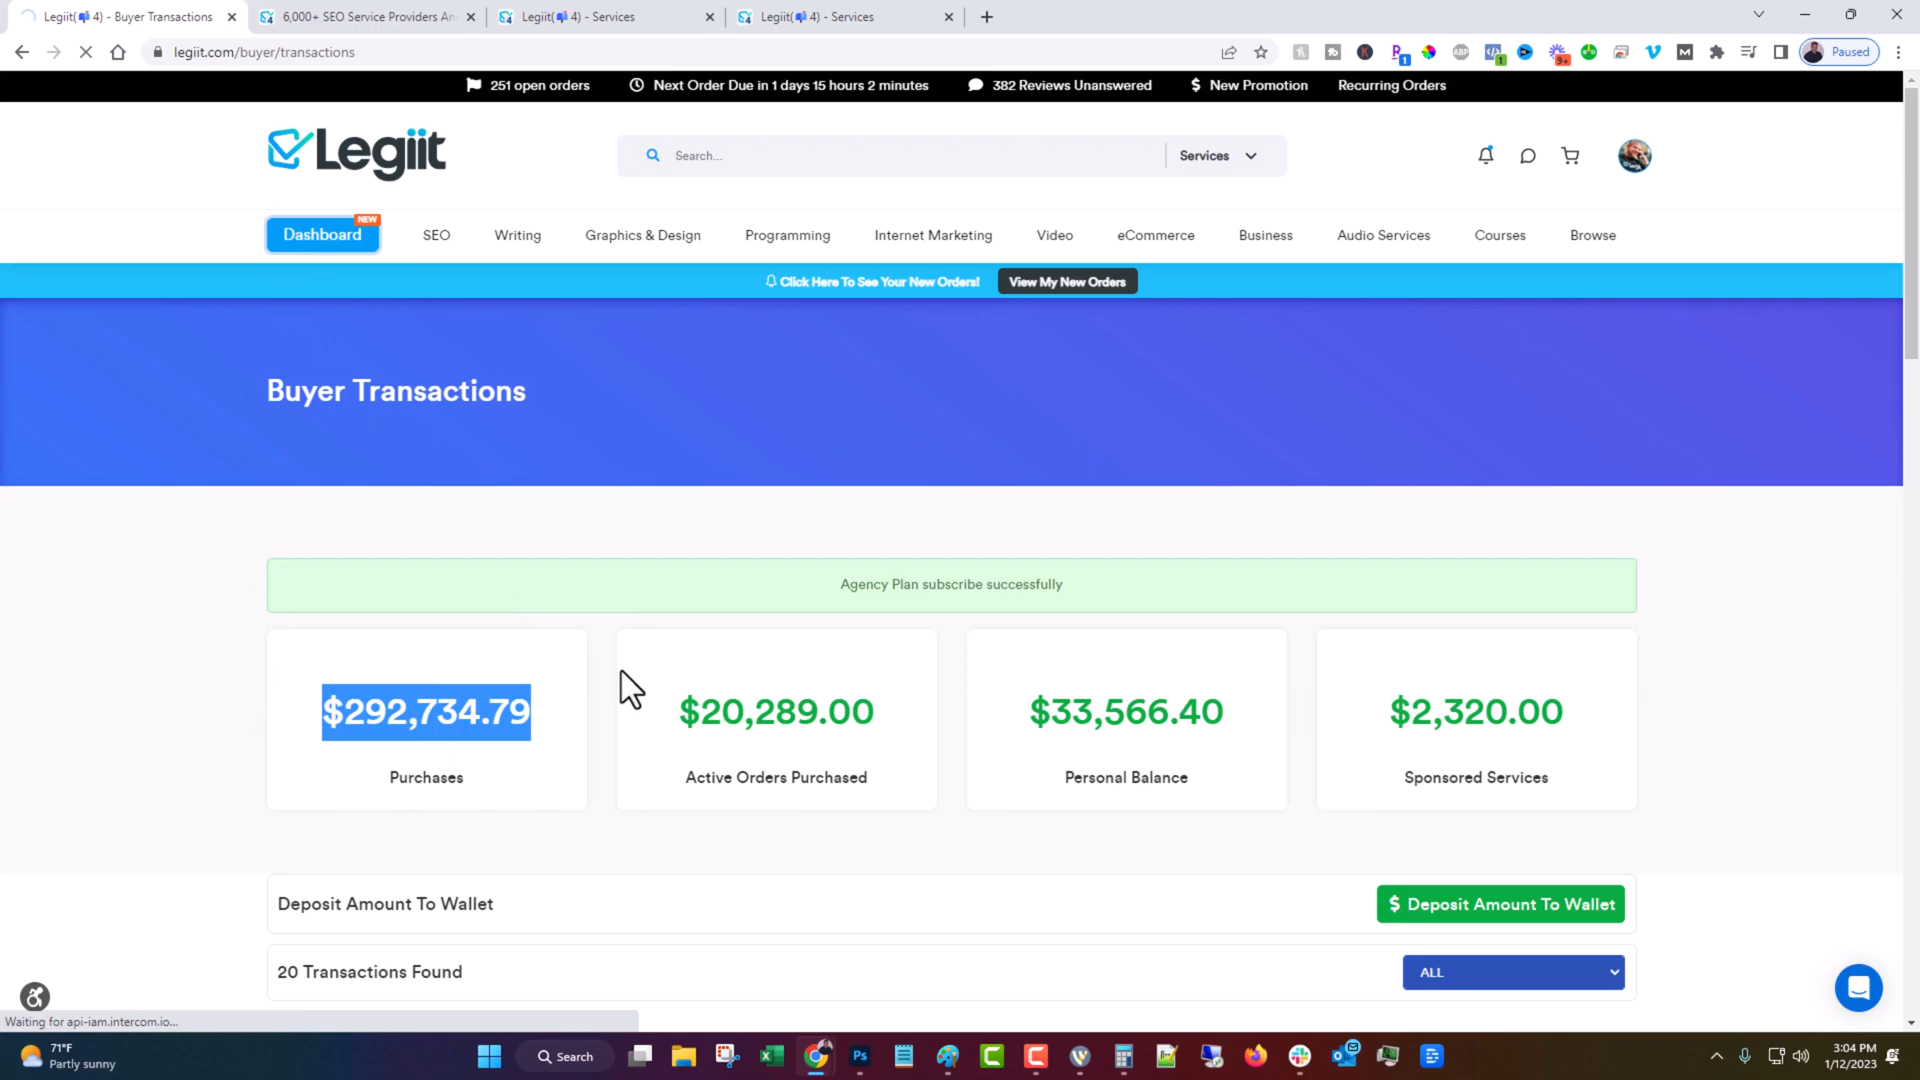 Legiit(📬 4) - Buyer Transactions
6,000+ SEO Service Providers An
Legiit(📬 4) - Services
Legiit(📬 4) - Services
legiit.com/buyer/transactions
Paused
251 open orders
Next Order Due in 1 days 15 hours 2 minutes
382 Reviews Unanswered
$ New Promotion
Recurring Orders
Legiit
Search...
Services
Dashboard
NEW
SEO
Writing
Graphics & Design
Programming
Internet Marketing
Video
eCommerce
Business
Audio Services
Courses
Browse
Click Here To See Your New Orders!
View My New Orders
Buyer Transactions
Agency Plan subscribe successfully
$292,734.79
Purchases
$20,289.00
Active Orders Purchased
$33,566.40
Personal Balance
$2,320.00
Sponsored Services
Deposit Amount To Wallet
$ Deposit Amount To Wallet
20 Transactions Found
ALL
Waiting for api-iam.intercom.io...
71°F
Partly sunny
Search
Ps
3:04 PM
1/12/2023